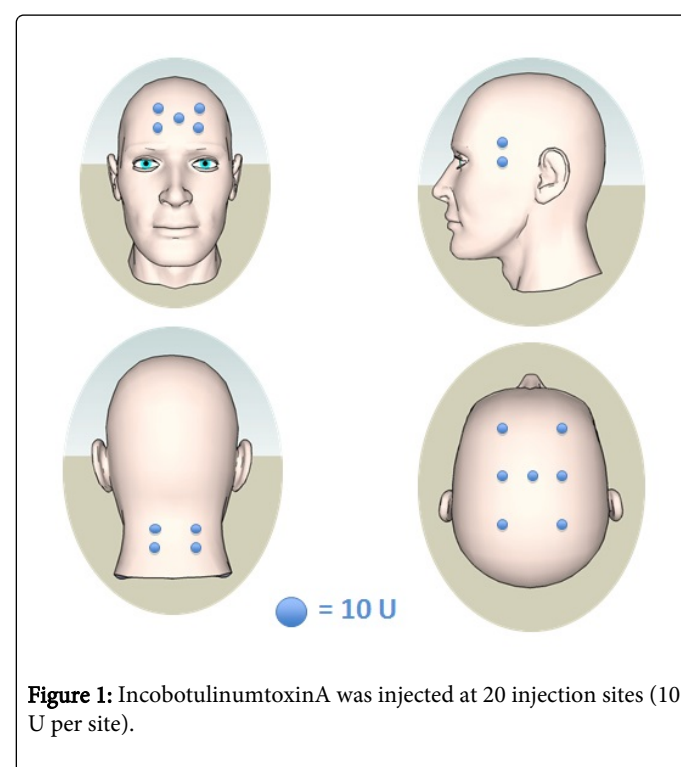 = 10 U
Figure 1: IncobotulinumtoxinA was injected at 20 injection sites (10
U per site).